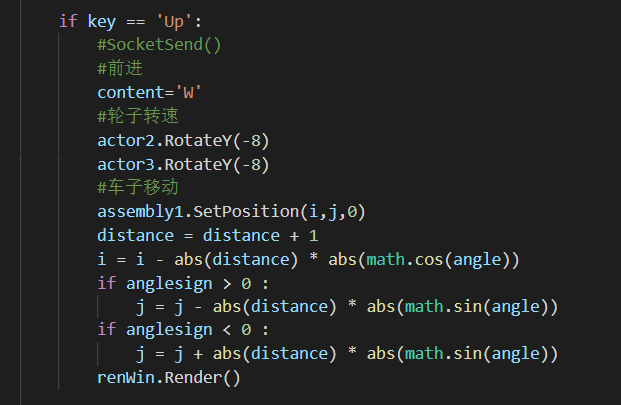 if key == 'Up':
#SocketSend()
#前进
content='W'
#轮子转速
actor2.RotateY(-8)
actor3.RotateY(-8)
#车子移动
assembly1.SetPosition(i,j,0)
distance = distance + 1
i = i - abs(distance) * abs(math.cos(angle))
if anglesign > 0 :
j = j - abs(distance) * abs(math.sin(angle))
if anglesign < 0 :
j = j + abs(distance) * abs(math.sin(angle))
renWin.Render()